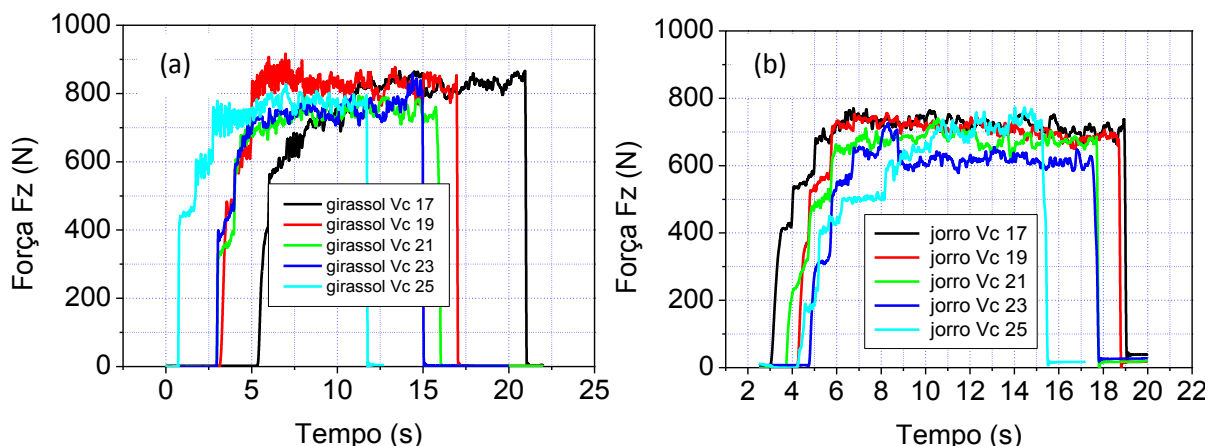 (a)
Força Fz (N)
1000
800
600
400
200
0
girassol Vc 17
girassol Vc 19
girassol Vc 21
girassol Vc 23
girassol Vc 25
0 5 10 15 20 25
Tempo (s)
(b)
Força Fz (N)
1000
800
600
400
200
0
jorro Vc 17
jorro Vc 19
jorro Vc 21
jorro Vc 23
jorro Vc 25
2 4 6 8 10 12 14 16 18 20 22
Tempo (s)